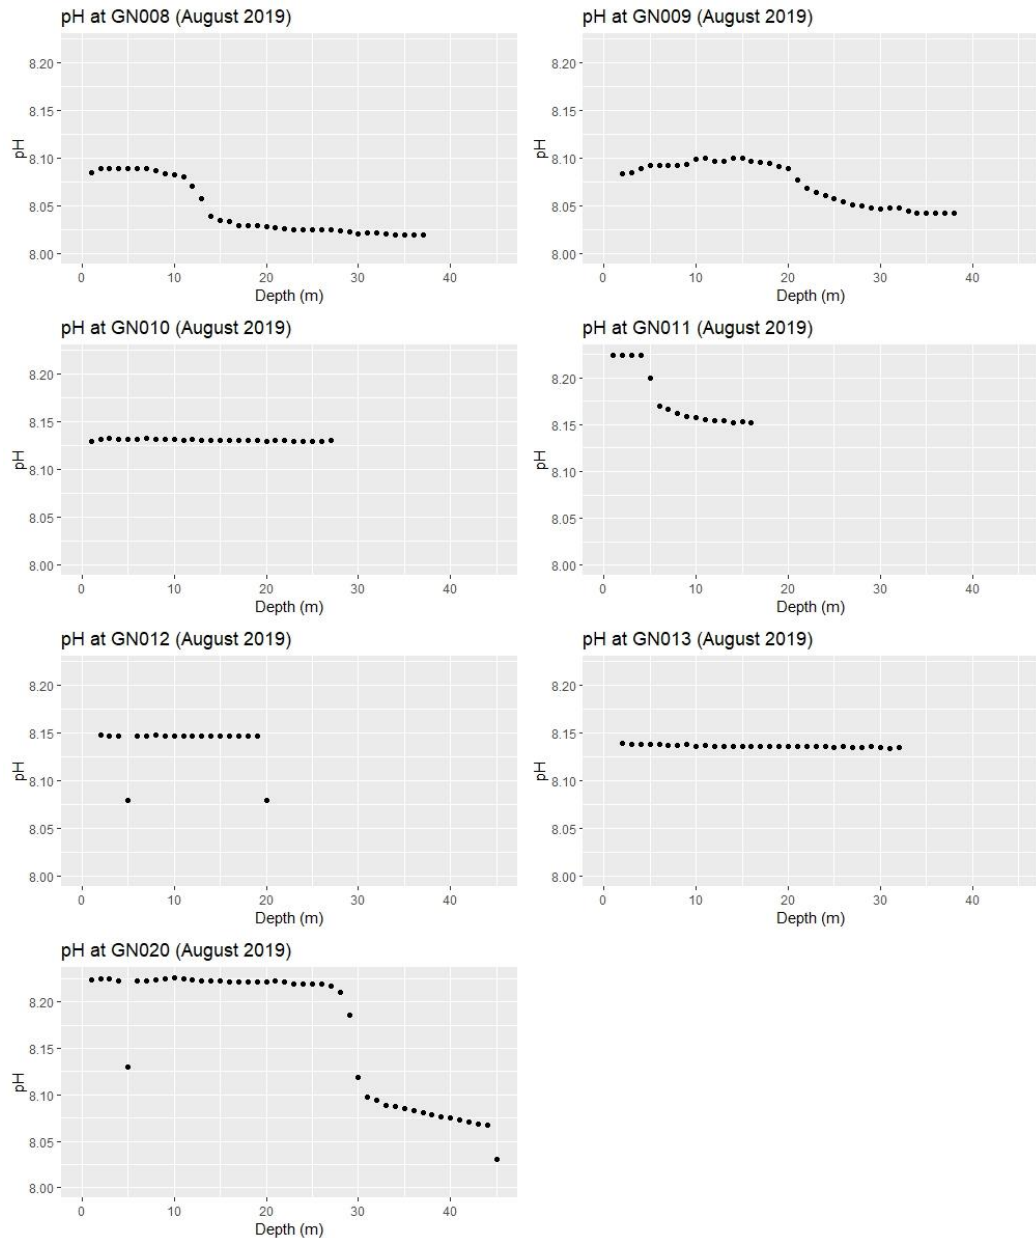 pH at GN008 (August 2019)
8.20
8.15
8.10
8.05
8.00
pH
0 10 20 30 40
Depth (m)
pH at GN009 (August 2019)
8.20
8.15
8.10
8.05
8.00
pH
0 10 20 30 40
Depth (m)
pH at GN010 (August 2019)
8.20
8.15
8.10
8.05
8.00
pH
0 10 20 30 40
Depth (m)
pH at GN011 (August 2019)
8.20
8.15
8.10
8.05
8.00
pH
0 10 20 30 40
Depth (m)
pH at GN012 (August 2019)
8.20
8.15
8.10
8.05
8.00
pH
0 10 20 30 40
Depth (m)
pH at GN013 (August 2019)
8.20
8.15
8.10
8.05
8.00
pH
0 10 20 30 40
Depth (m)
pH at GN020 (August 2019)
8.20
8.15
8.10
8.05
8.00
pH
0 10 20 30 40
Depth (m)